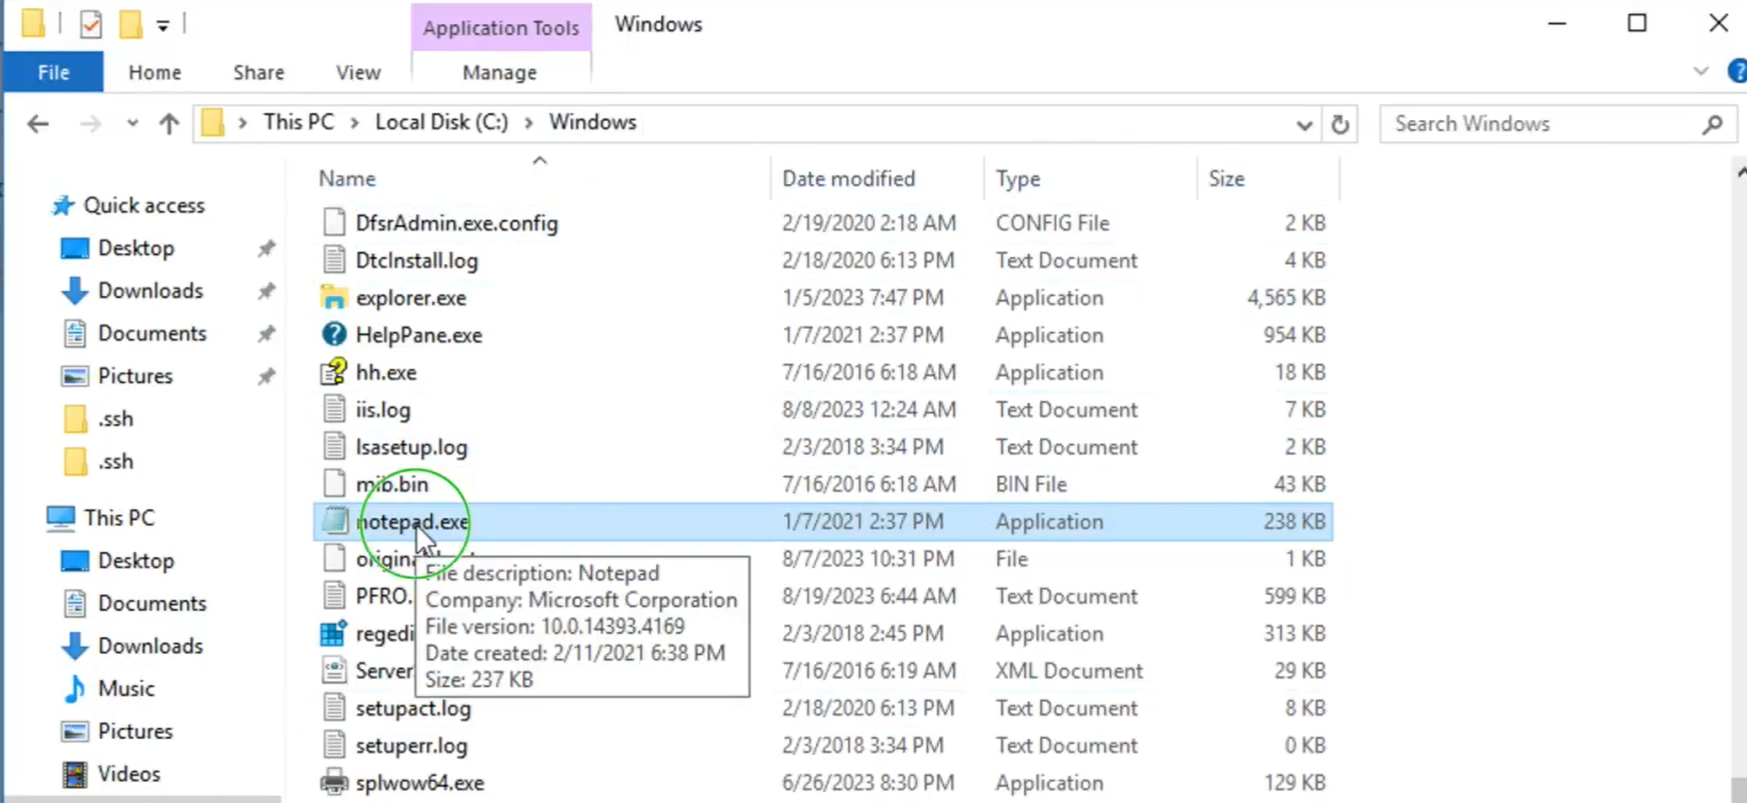 Application Tools Windows
File Home Share View Manage
This PC Local Disk (C:) Windows Search Windows
Name Date modified Type Size
Quick access
Desktop
Downloads
Documents
Pictures
.ssh
.ssh
This PC
Desktop
Documents
Downloads
Music
Pictures
Videos
DfsrAdmin.exe.config 2/19/2020 2:18 AM CONFIG File 2 KB
DtcInstall.log 2/18/2020 6:13 PM Text Document 4 KB
explorer.exe 1/5/2023 7:47 PM Application 4,565 KB
HelpPane.exe 1/7/2021 2:37 PM Application 954 KB
hh.exe 7/16/2016 6:18 AM Application 18 KB
iis.log 8/8/2023 12:24 AM Text Document 7 KB
lsasetup.log 2/3/2018 3:34 PM Text Document 2 KB
mib.bin 7/16/2016 6:18 AM BIN File 43 KB
notepad.exe 1/7/2021 2:37 PM Application 238 KB
8/7/2023 10:31 PM File 1 KB
PFRO. 8/19/2023 6:44 AM Text Document 599 KB
regedi 2/3/2018 2:45 PM Application 313 KB
Server 7/16/2016 6:19 AM XML Document 29 KB
setupact.log 2/18/2020 6:13 PM Text Document 8 KB
setuperr.log 2/3/2018 3:34 PM Text Document 0 KB
splwow64.exe 6/26/2023 8:30 PM Application 129 KB
File description: Notepad
Company: Microsoft Corporation
File version: 10.0.14393.4169
Date created: 2/11/2021 6:38 PM
Size: 237 KB